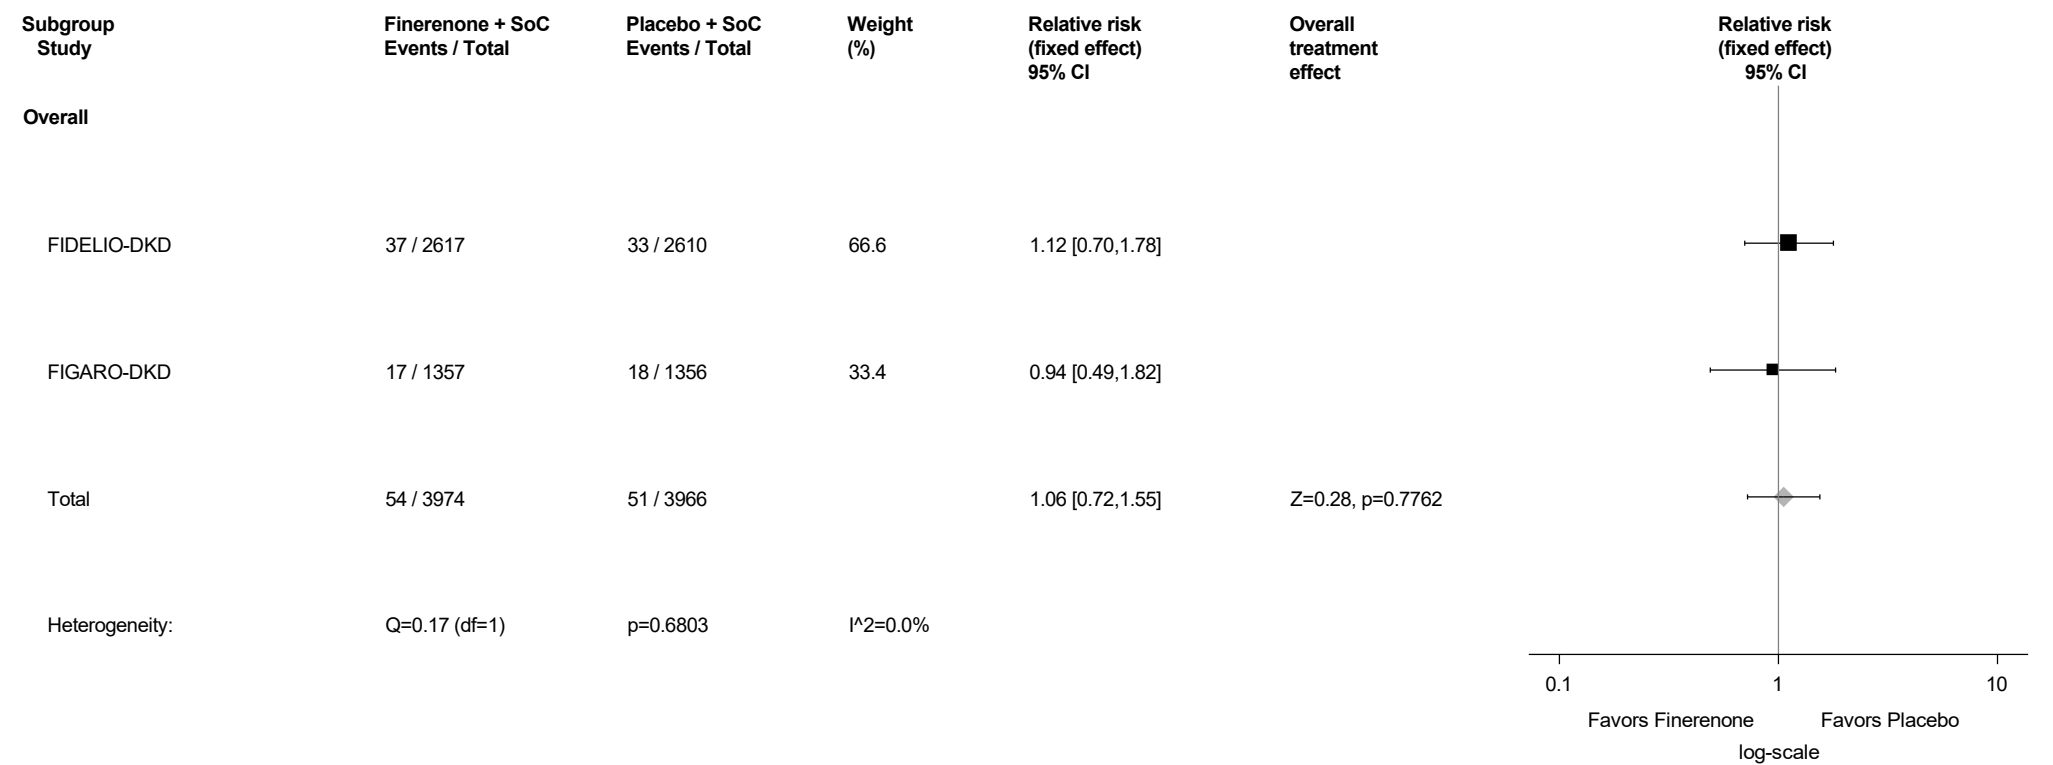 Subgroup Finerenone + SoC Placebo + SoC Weight Relative risk Overall Relative risk
Study Events / Total Events / Total (%) (fixed effect) treatment (fixed effect)
95% CI effect 95% CI
Overall
FIDELIO-DKD 37 / 2617 33 / 2610 66.6 1.12 [0.70,1.78]
FIGARO-DKD 17 / 1357 18 / 1356 33.4 0.94 [0.49,1.82]
Total 54 / 3974 51 / 3966 1.06 [0.72,1.55] Z=0.28, p=0.7762
Heterogeneity: Q=0.17 (df=1) p=0.6803 I^2=0.0%
0.1 1 10
Favors Finerenone Favors Placebo
log-scale